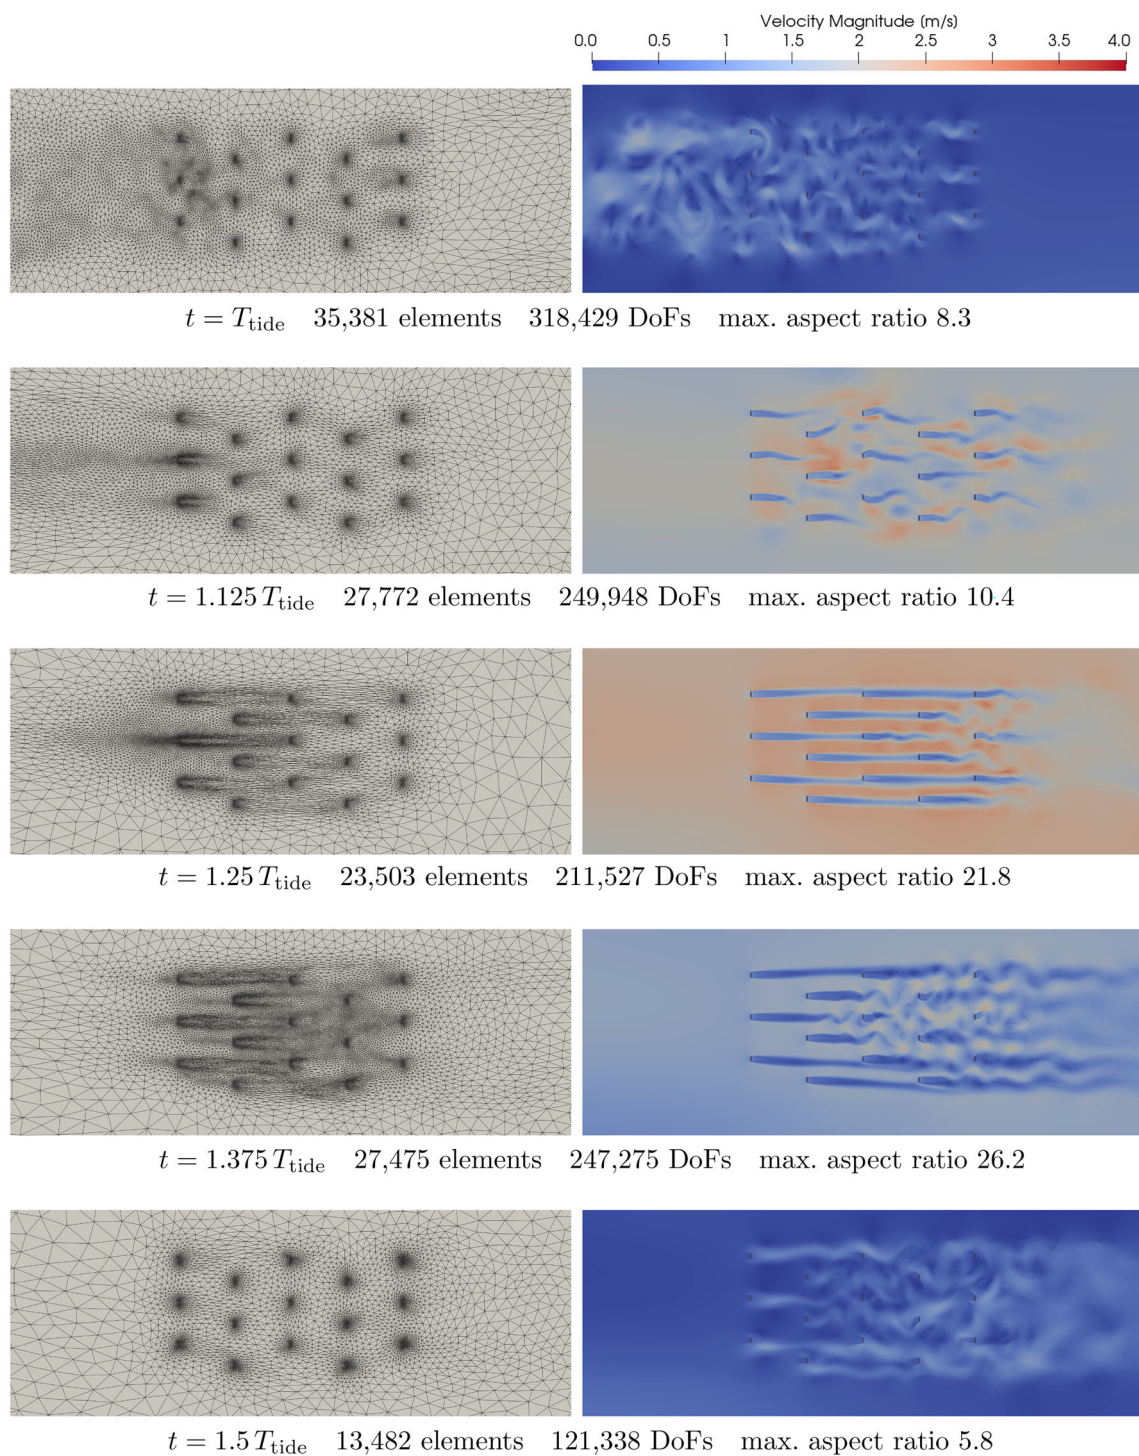 Velocity Magnitude [m/s]
0.0 0.5 1 1.5 2 2.5 3 3.5 4.0
t = T_tide 35,381 elements 318,429 DoFs max. aspect ratio 8.3
t = 1.125 T_tide 27,772 elements 249,948 DoFs max. aspect ratio 10.4
t = 1.25 T_tide 23,503 elements 211,527 DoFs max. aspect ratio 21.8
t = 1.375 T_tide 27,475 elements 247,275 DoFs max. aspect ratio 26.2
t = 1.5 T_tide 13,482 elements 121,338 DoFs max. aspect ratio 5.8